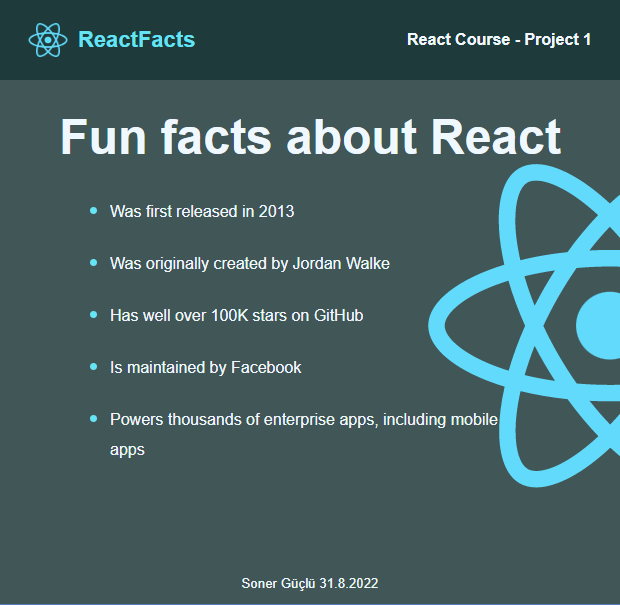 ReactFacts
React Course - Project 1
Fun facts about React
Was first released in 2013
Was originally created by Jordan Walke
Has well over 100K stars on GitHub
Is maintained by Facebook
Powers thousands of enterprise apps, including mobile
apps
Soner Güçlü 31.8.2022